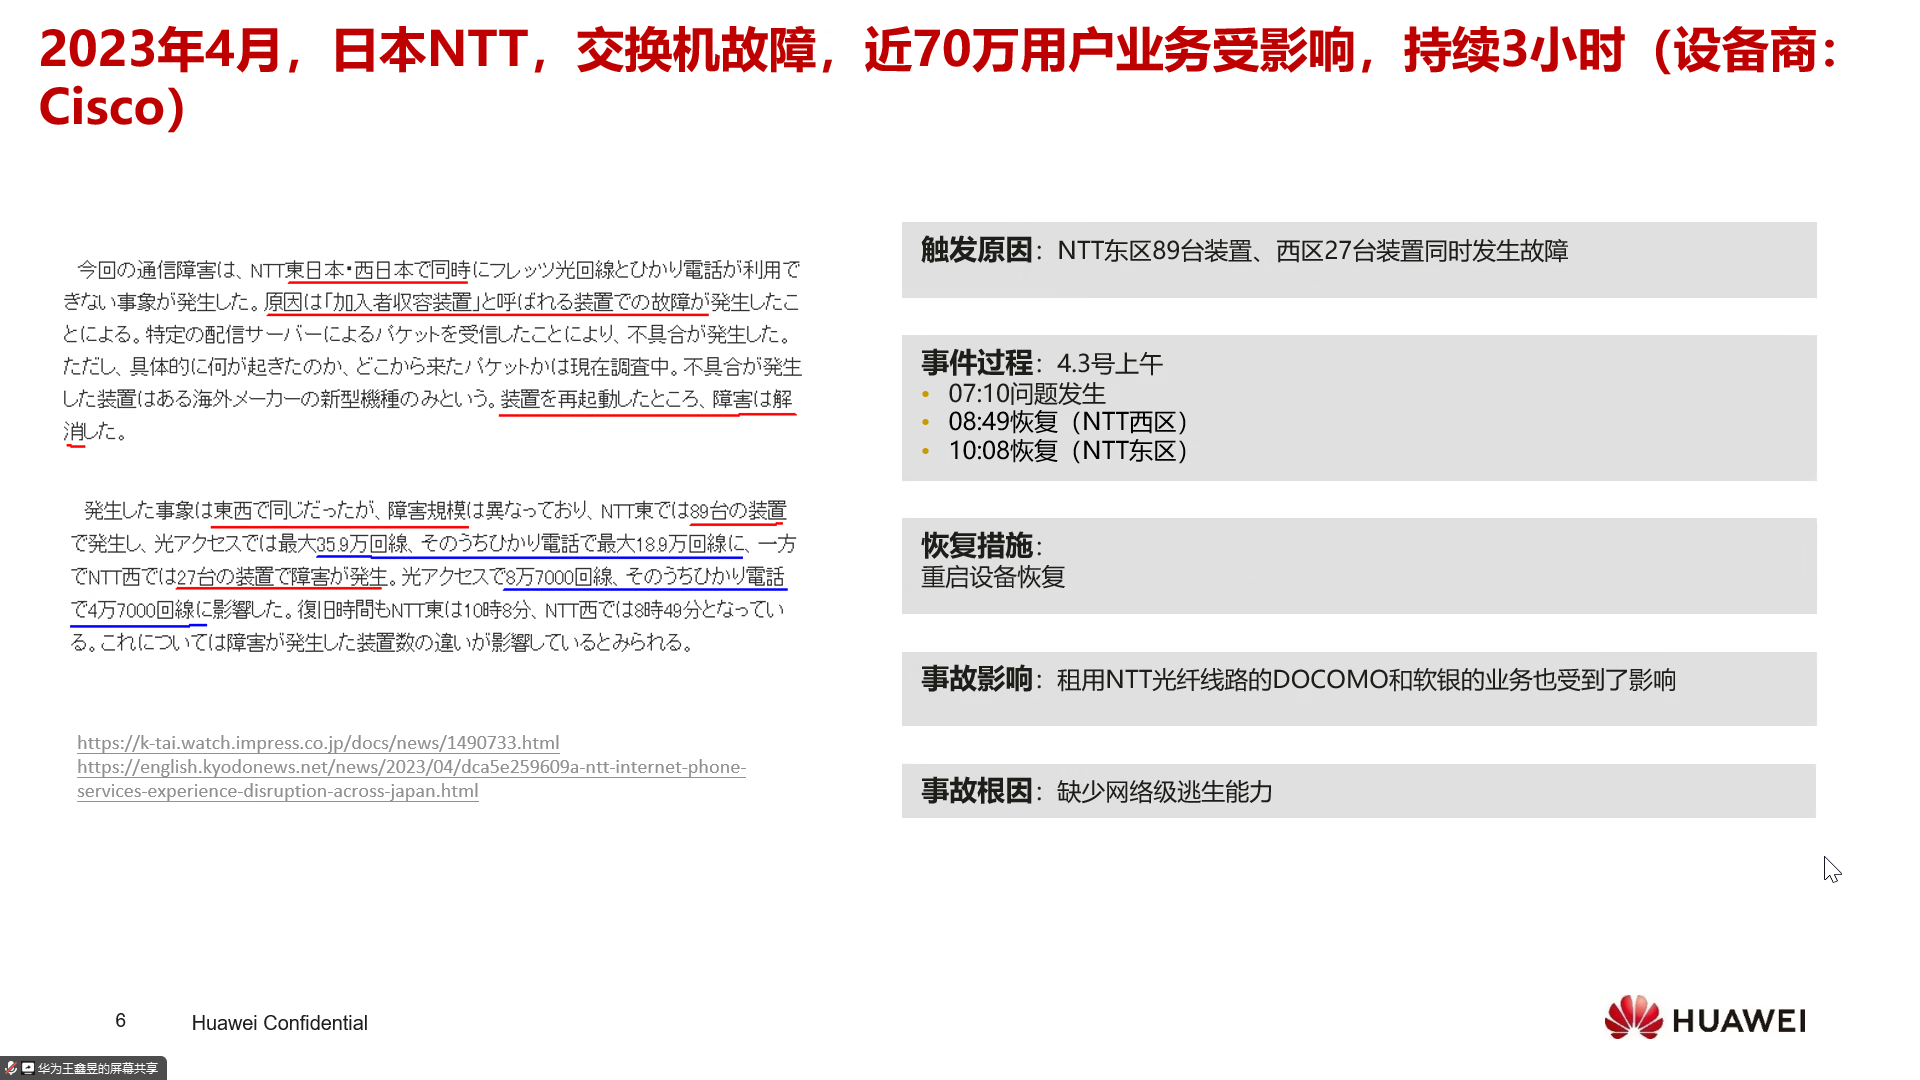 2023年4月，日本NTT，交换机故障，近70万用户业务受影响，持续3小时（设备商：
Cisco）
今回の通信障害は、NTT東日本・西日本で同時にフレッツ光回線とひかり電話が利用で
きない事象が発生した。原因は「加入者収容装置」と呼ばれる装置での故障が発生したこ
とによる。特定の配信サーバーによるパケットを受信したことにより、不具合が発生した。
ただし、具体的に何が起きたのか、どこから来たパケットかは現在調査中。不具合が発生
した装置はある海外メーカーの新型機種のみという。装置を再起動したところ、障害は解
消した。
発生した事象は東西で同じだったが、障害規模は異なっており、NTT東では89台の装置
で発生し、光アクセスでは最大35.9万回線、そのうちひかり電話で最大18.9万回線に、一方
でNTT西では27台の装置で障害が発生。光アクセスで8万7000回線、そのうちひかり電話
で4万7000回線に影響した。復旧時間もNTT東は10時8分、NTT西では8時49分となってい
る。これについては障害が発生した装置数の違いが影響しているとみられる。
https://k-tai.watch.impress.co.jp/docs/news/1490733.html
https://english.kyodonews.net/news/2023/04/dca5e259609a-ntt-internet-phone-
services-experience-disruption-across-japan.html
触发原因：NTT东区89台装置、西区27台装置同时发生故障
事件过程：4.3号上午
• 07:10问题发生
• 08:49恢复（NTT西区）
• 10:08恢复（NTT东区）
恢复措施：
重启设备恢复
事故影响：租用NTT光纤线路的DOCOMO和软银的业务也受到了影响
事故根因：缺少网络级逃生能力
6
Huawei Confidential
HUAWEI
华为王鑫昱的屏幕共享